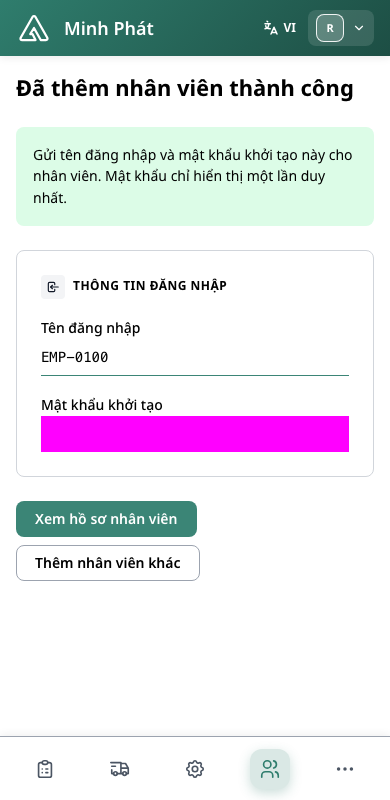 Minh Phát
VI
R
Đã thêm nhân viên thành công
Gửi tên đăng nhập và mật khẩu khởi tạo này cho
nhân viên. Mật khẩu chỉ hiển thị một lần duy
nhất.
THÔNG TIN ĐĂNG NHẬP
Tên đăng nhập
EMP-0100
Mật khẩu khởi tạo
Xem hồ sơ nhân viên
Thêm nhân viên khác